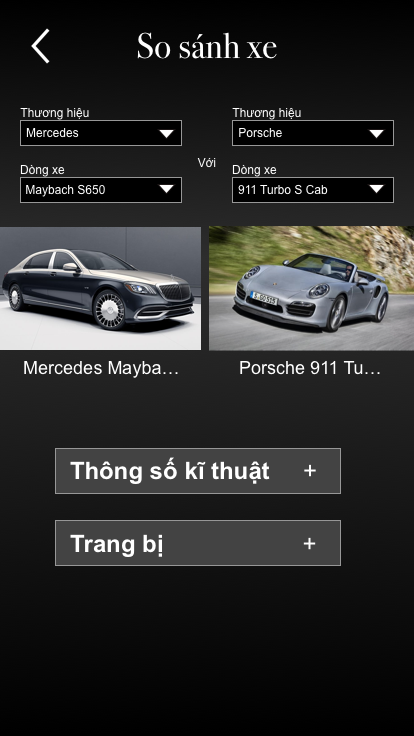 So sánh xe
Thương hiệu
Mercedes
Dòng xe
Maybach S650
Với
Thương hiệu
Porsche
Dòng xe
911 Turbo S Cab
Mercedes Mayba…
Porsche 911 Tu…
Thông số kĩ thuật +
Trang bị +